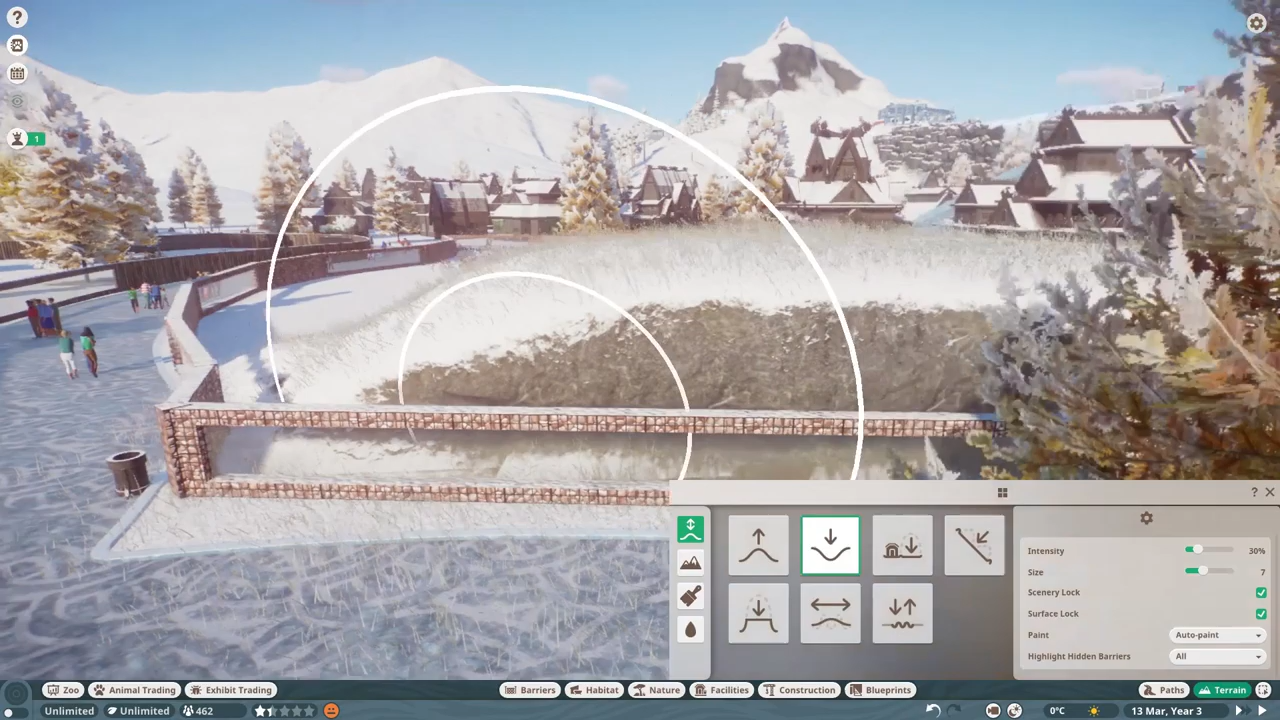 ?
1
? ×
Intensity 30%
Size 7
Scenery Lock
Surface Lock
Paint Auto-paint
Highlight Hidden Barriers All
Zoo Animal Trading Exhibit Trading Barriers Habitat Nature Facilities Construction Blueprints Paths Terrain
Unlimited Unlimited 462 0°C 13 Mar, Year 3